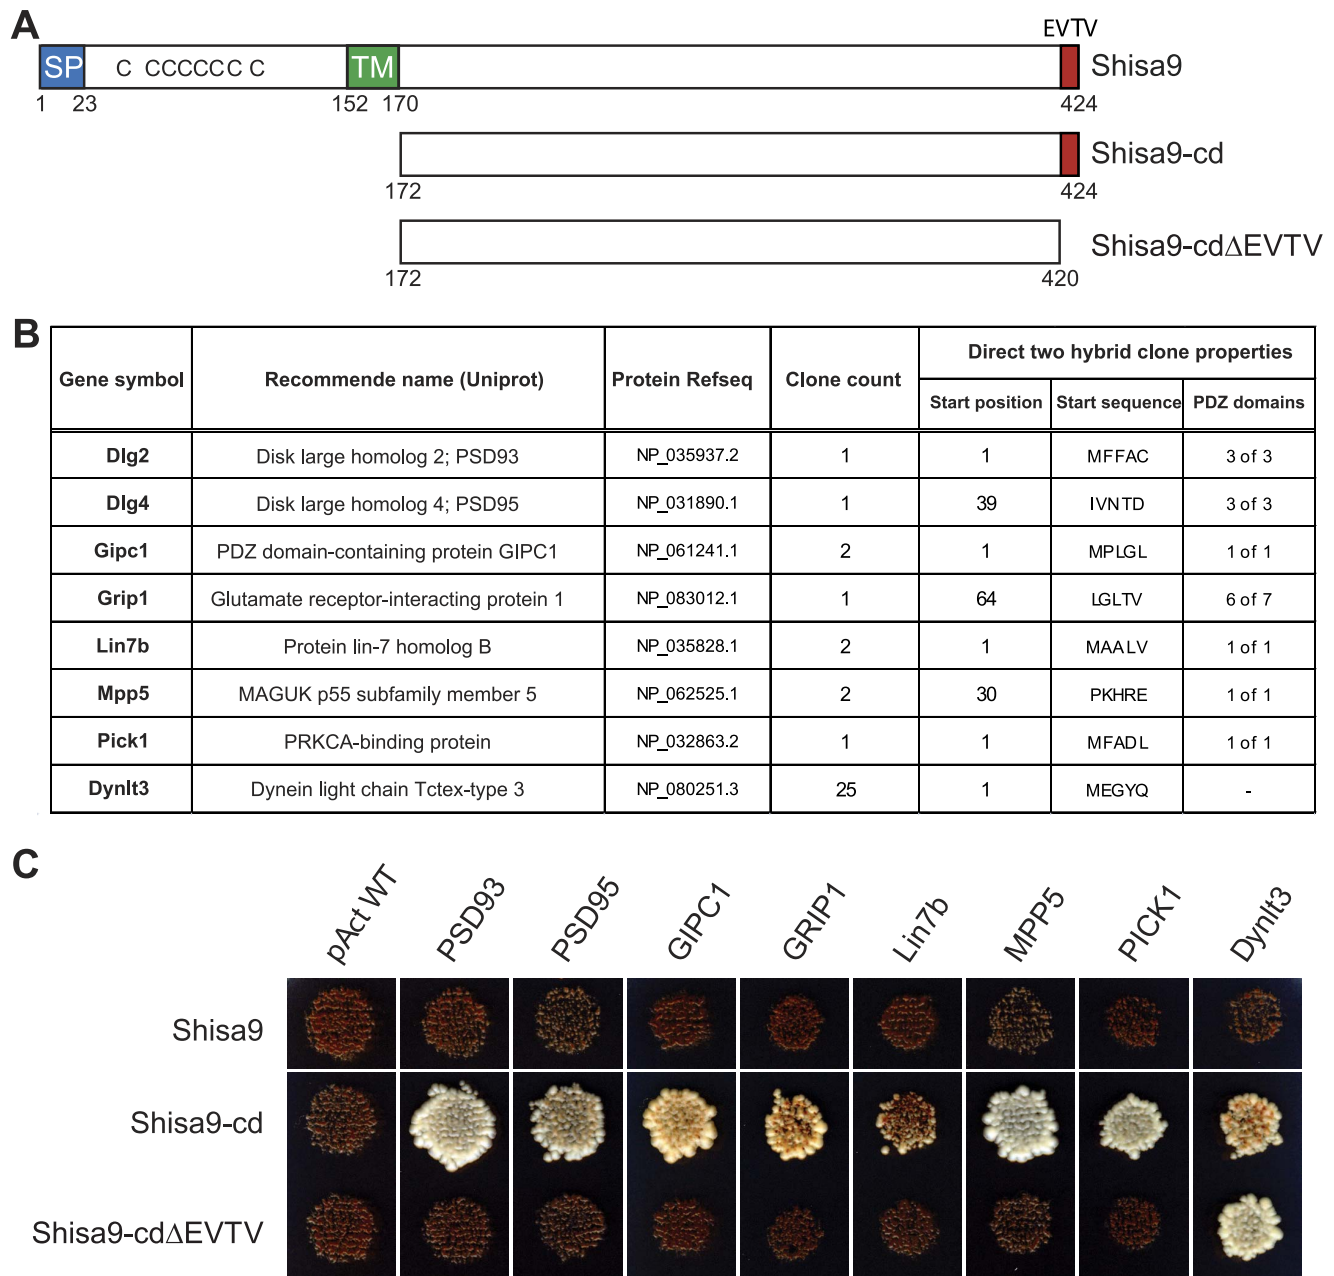 A
EVTV
SP C CCCCCC C TM Shisa9
1 23 152 170 424
Shisa9-cd
172 424
Shisa9-cdΔEVTV
172 420
B
Gene symbol Recommende name (Uniprot) Protein Refseq Clone count Direct two hybrid clone properties
Start position Start sequence PDZ domains
Dlg2 Disk large homolog 2; PSD93 NP_035937.2 1 1 MFFAC 3 of 3
Dlg4 Disk large homolog 4; PSD95 NP_031890.1 1 39 IVNTD 3 of 3
Gipc1 PDZ domain-containing protein GIPC1 NP_061241.1 2 1 MPLGL 1 of 1
Grip1 Glutamate receptor-interacting protein 1 NP_083012.1 1 64 LGLTV 6 of 7
Lin7b Protein lin-7 homolog B NP_035828.1 2 1 MAALV 1 of 1
Mpp5 MAGUK p55 subfamily member 5 NP_062525.1 2 30 PKHRE 1 of 1
Pick1 PRKCA-binding protein NP_032863.2 1 1 MFADL 1 of 1
Dynlt3 Dynein light chain Tctex-type 3 NP_080251.3 25 1 MEGYQ -
C
pAct WT PSD93 PSD95 GIPC1 GRIP1 Lin7b MPP5 PICK1 Dynlt3
Shisa9
Shisa9-cd
Shisa9-cdΔEVTV